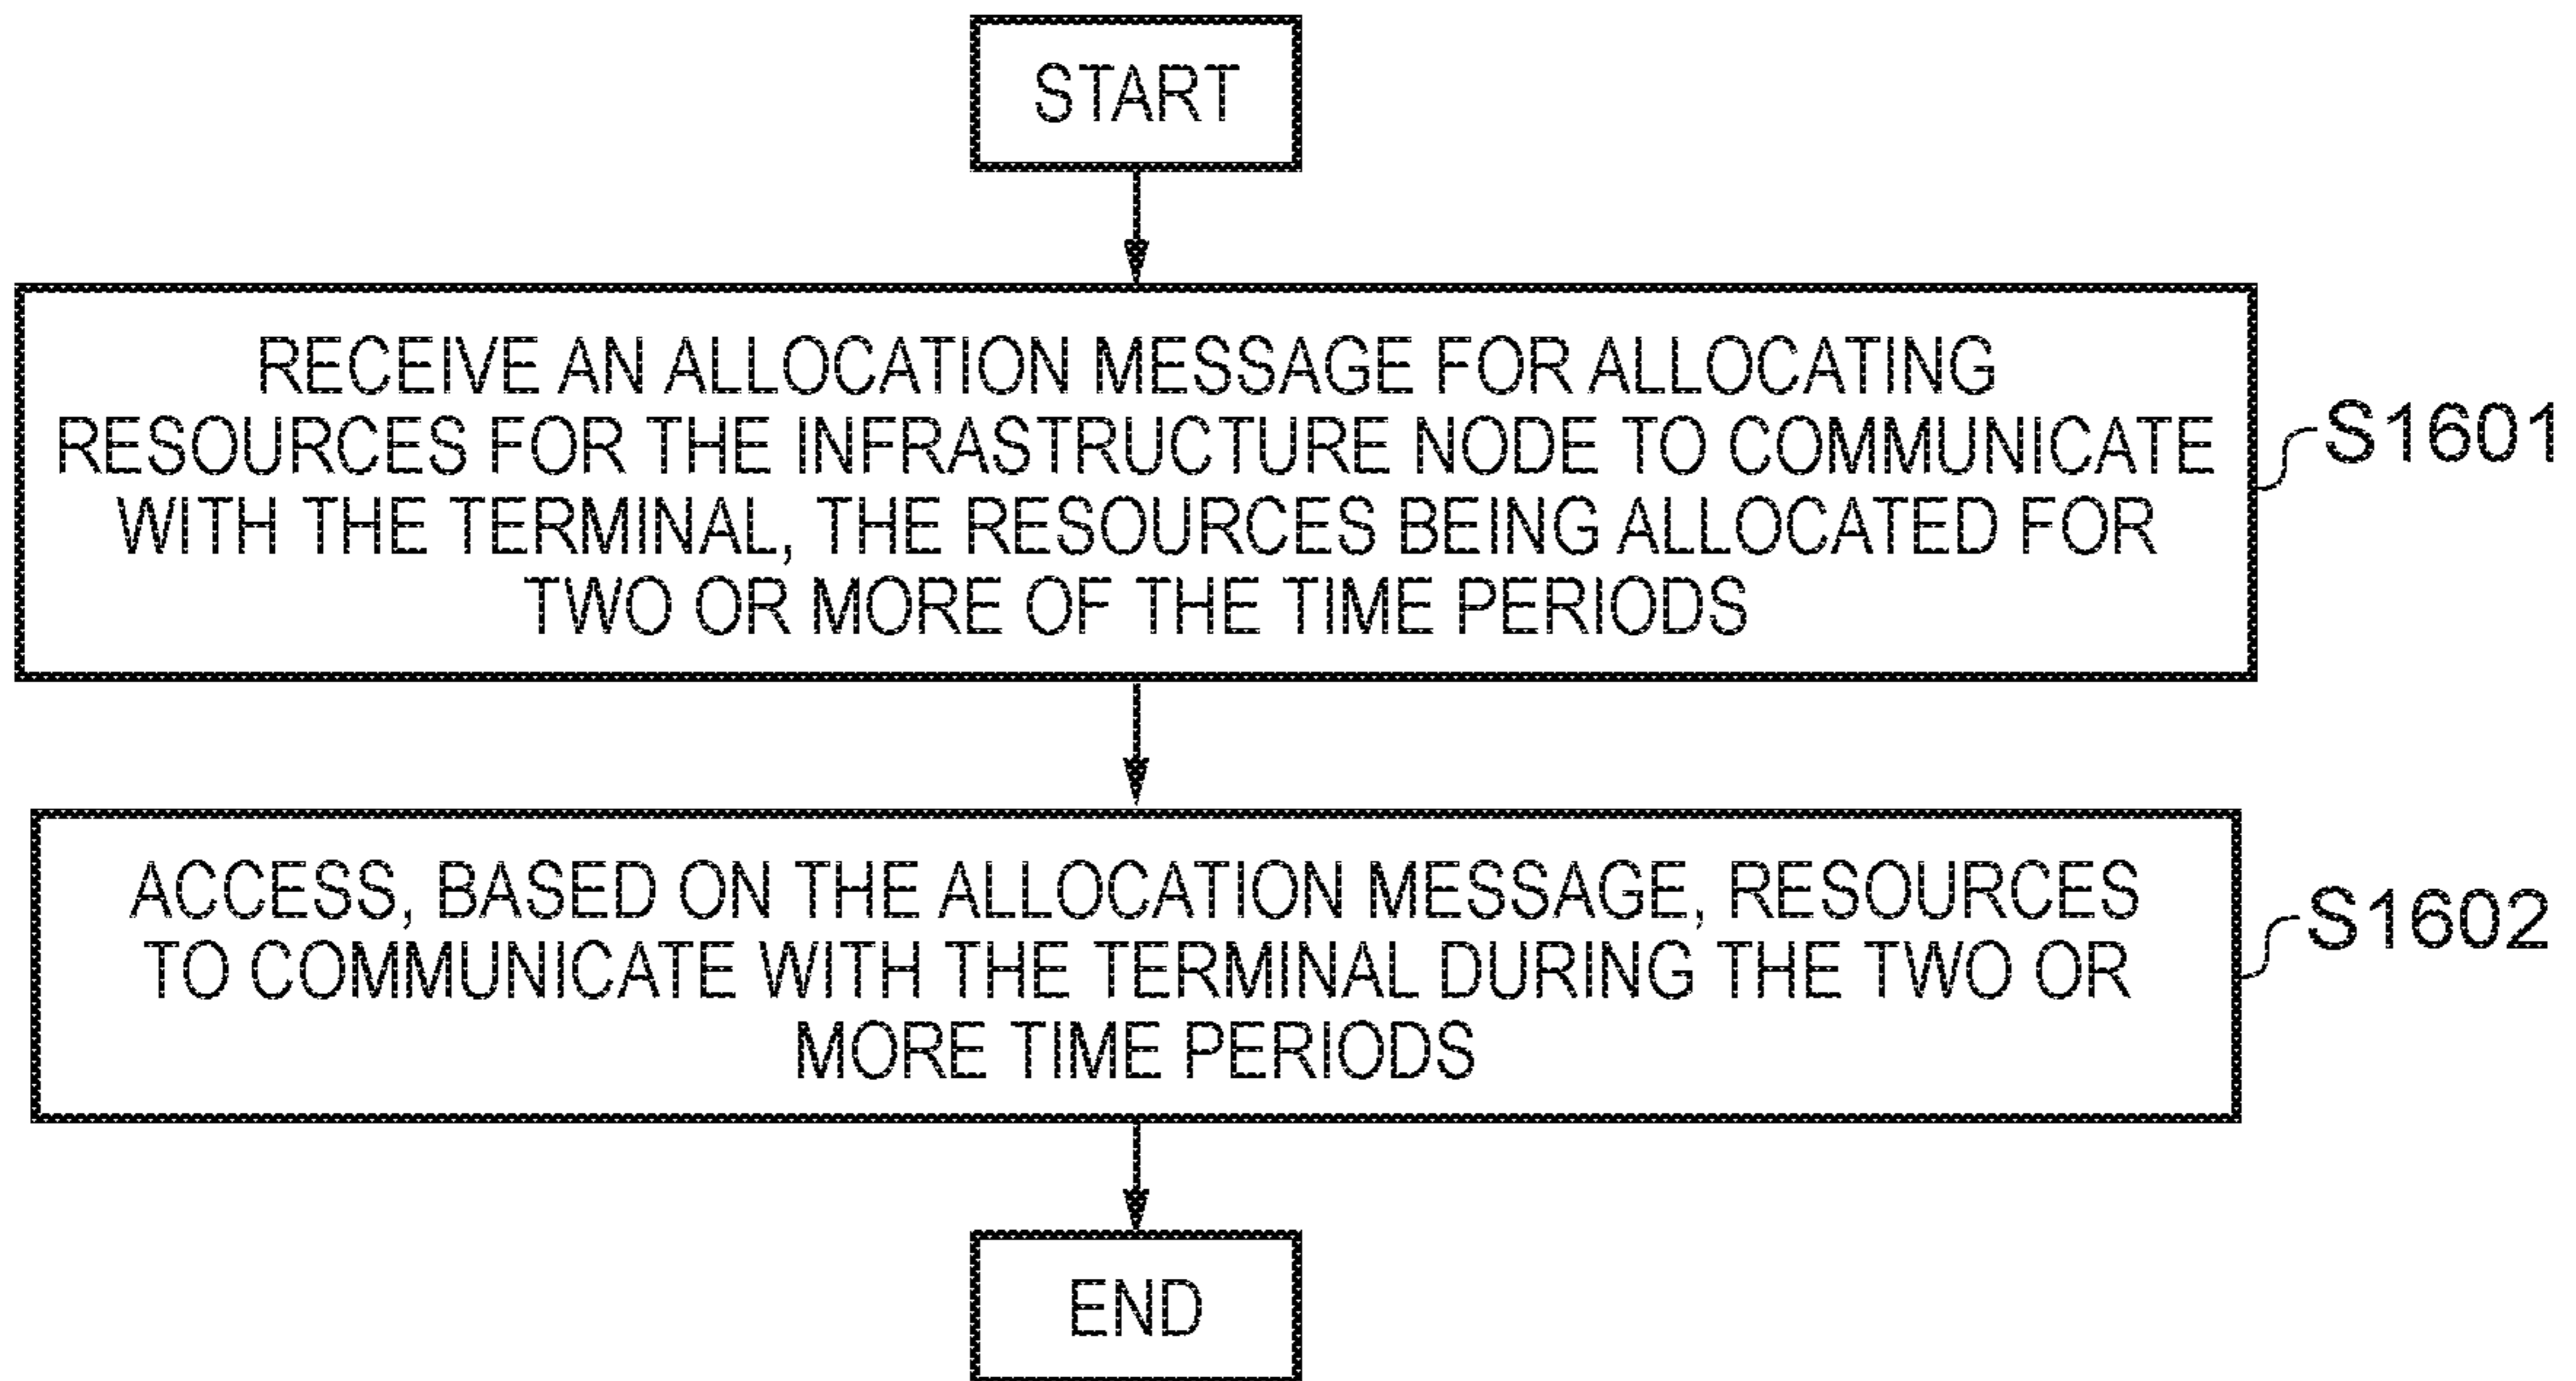 START
RECEIVE AN ALLOCATION MESSAGE FOR ALLOCATING
RESOURCES FOR THE INFRASTRUCTURE NODE TO COMMUNICATE
WITH THE TERMINAL, THE RESOURCES BEING ALLOCATED FOR
TWO OR MORE OF THE TIME PERIODS
S1601
ACCESS, BASED ON THE ALLOCATION MESSAGE, RESOURCES
TO COMMUNICATE WITH THE TERMINAL DURING THE TWO OR
MORE TIME PERIODS
S1602
END